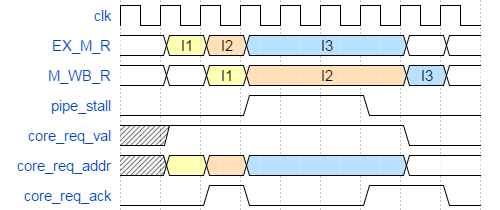 clk
EX_M_R I1 I2 I3
M_WB_R I1 I2 I3
pipe_stall
core_req_val
core_req_addr
core_req_ack